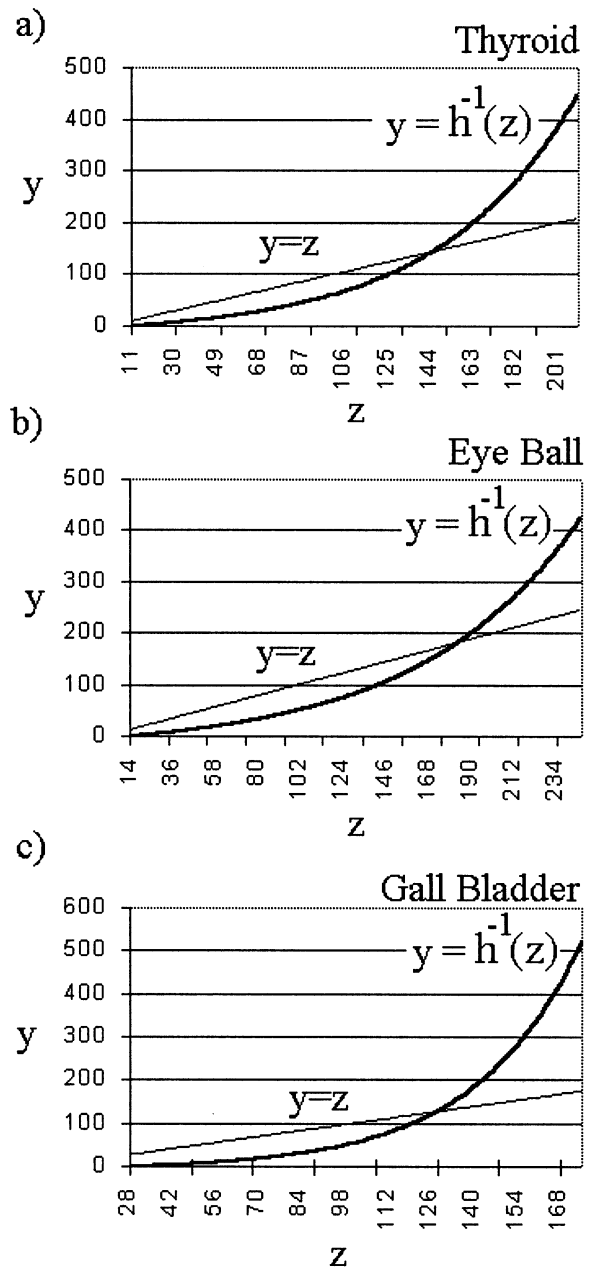 a)
Thyroid
500
400
300
200
100
0
y
y = h⁻¹(z)
y=z
11 30 49 68 87 106 125 144 163 182 201
z
b)
Eye Ball
500
400
300
200
100
0
y
y = h⁻¹(z)
y=z
14 36 58 80 102 124 146 168 190 212 234
z
c)
Gall Bladder
600
500
400
300
200
100
0
y
y = h⁻¹(z)
y=z
28 42 56 70 84 98 112 126 140 154 168
z